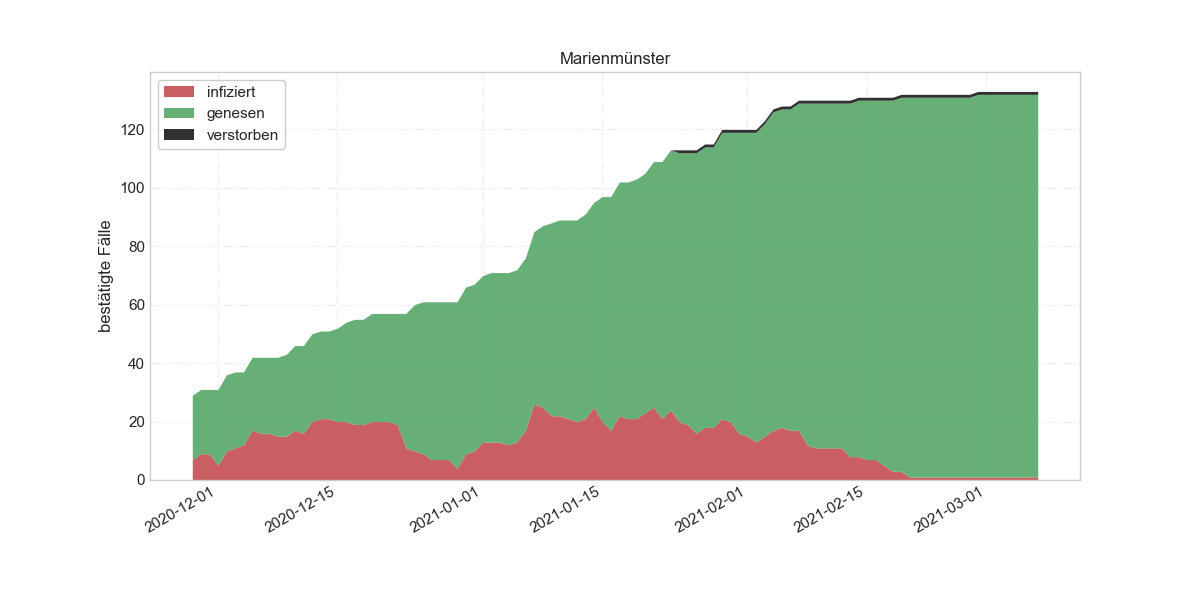 Marienmünster
infiziert
genesen
verstorben
bestätigte Fälle
120
100
80
60
40
20
0
2020-12-01
2020-12-15
2021-01-01
2021-01-15
2021-02-01
2021-02-15
2021-03-01